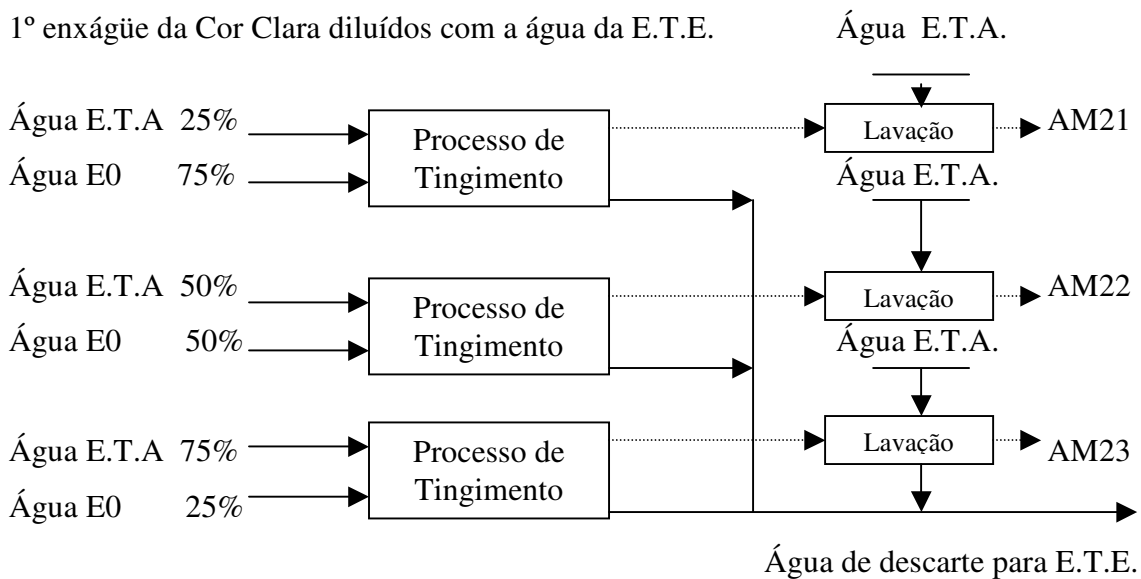 1º enxágüe da Cor Clara diluídos com a água da E.T.E.
Água E.T.A.
Água E.T.A 25%
Água E0 75%
Processo de
Tingimento
Lavação
AM21
Água E.T.A.
Água E.T.A 50%
Água E0 50%
Processo de
Tingimento
Lavação
AM22
Água E.T.A.
Água E.T.A 75%
Água E0 25%
Processo de
Tingimento
Lavação
AM23
Água de descarte para E.T.E.